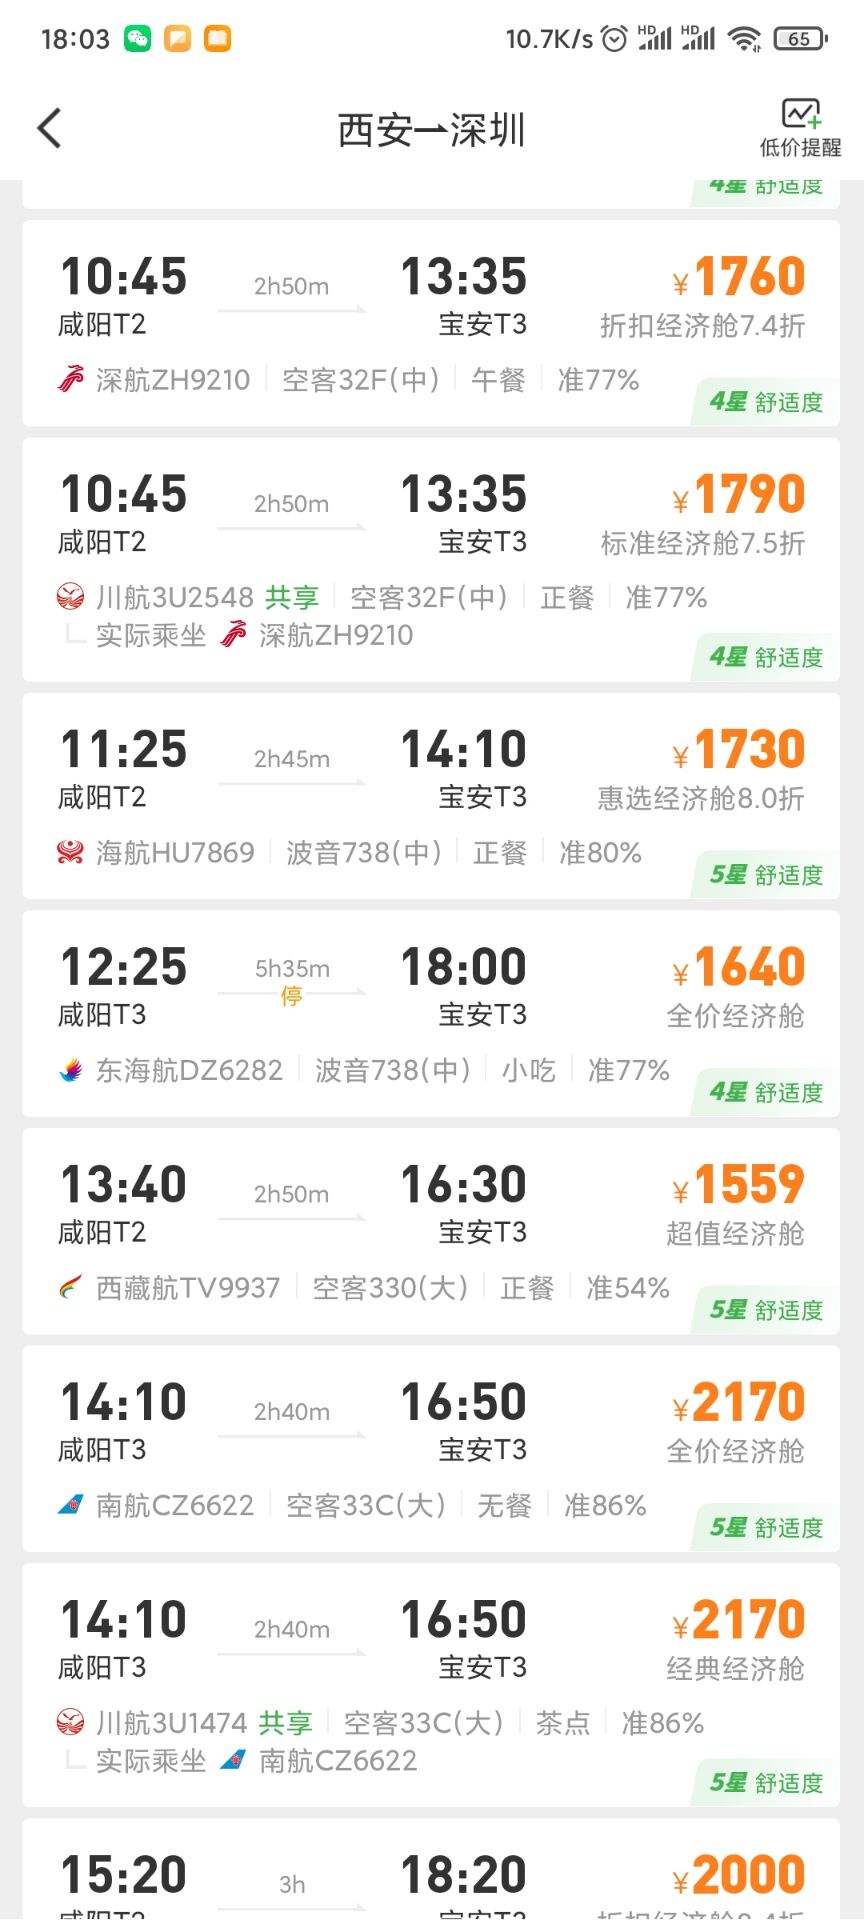 18:03 10.7K/s HD HD 65
西安→深圳
低价提醒
4星 舒适度
10:45 2h50m 13:35 ¥1760
咸阳T2 宝安T3 折扣经济舱7.4折
深航ZH9210 空客32F(中) 午餐 准77%
4星 舒适度
10:45 2h50m 13:35 ¥1790
咸阳T2 宝安T3 标准经济舱7.5折
川航3U2548 共享 空客32F(中) 正餐 准77%
实际乘坐 深航ZH9210
4星 舒适度
11:25 2h45m 14:10 ¥1730
咸阳T2 宝安T3 惠选经济舱8.0折
海航HU7869 波音738(中) 正餐 准80%
5星 舒适度
12:25 5h35m 18:00 ¥1640
停
咸阳T3 宝安T3 全价经济舱
东海航DZ6282 波音738(中) 小吃 准77%
4星 舒适度
13:40 2h50m 16:30 ¥1559
咸阳T2 宝安T3 超值经济舱
西藏航TV9937 空客330(大) 正餐 准54%
5星 舒适度
14:10 2h40m 16:50 ¥2170
咸阳T3 宝安T3 全价经济舱
南航CZ6622 空客33C(大) 无餐 准86%
5星 舒适度
14:10 2h40m 16:50 ¥2170
咸阳T3 宝安T3 经典经济舱
川航3U1474 共享 空客33C(大) 茶点 准86%
实际乘坐 南航CZ6622
5星 舒适度
15:20 3h 18:20 ¥2000